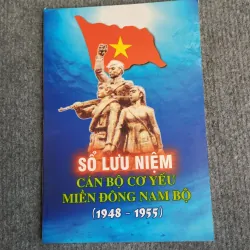 SỔ LƯU NIỆM
CÁN BỘ CƠ YẾU
MIỀN ĐÔNG NAM BỘ
(1948 - 1955)